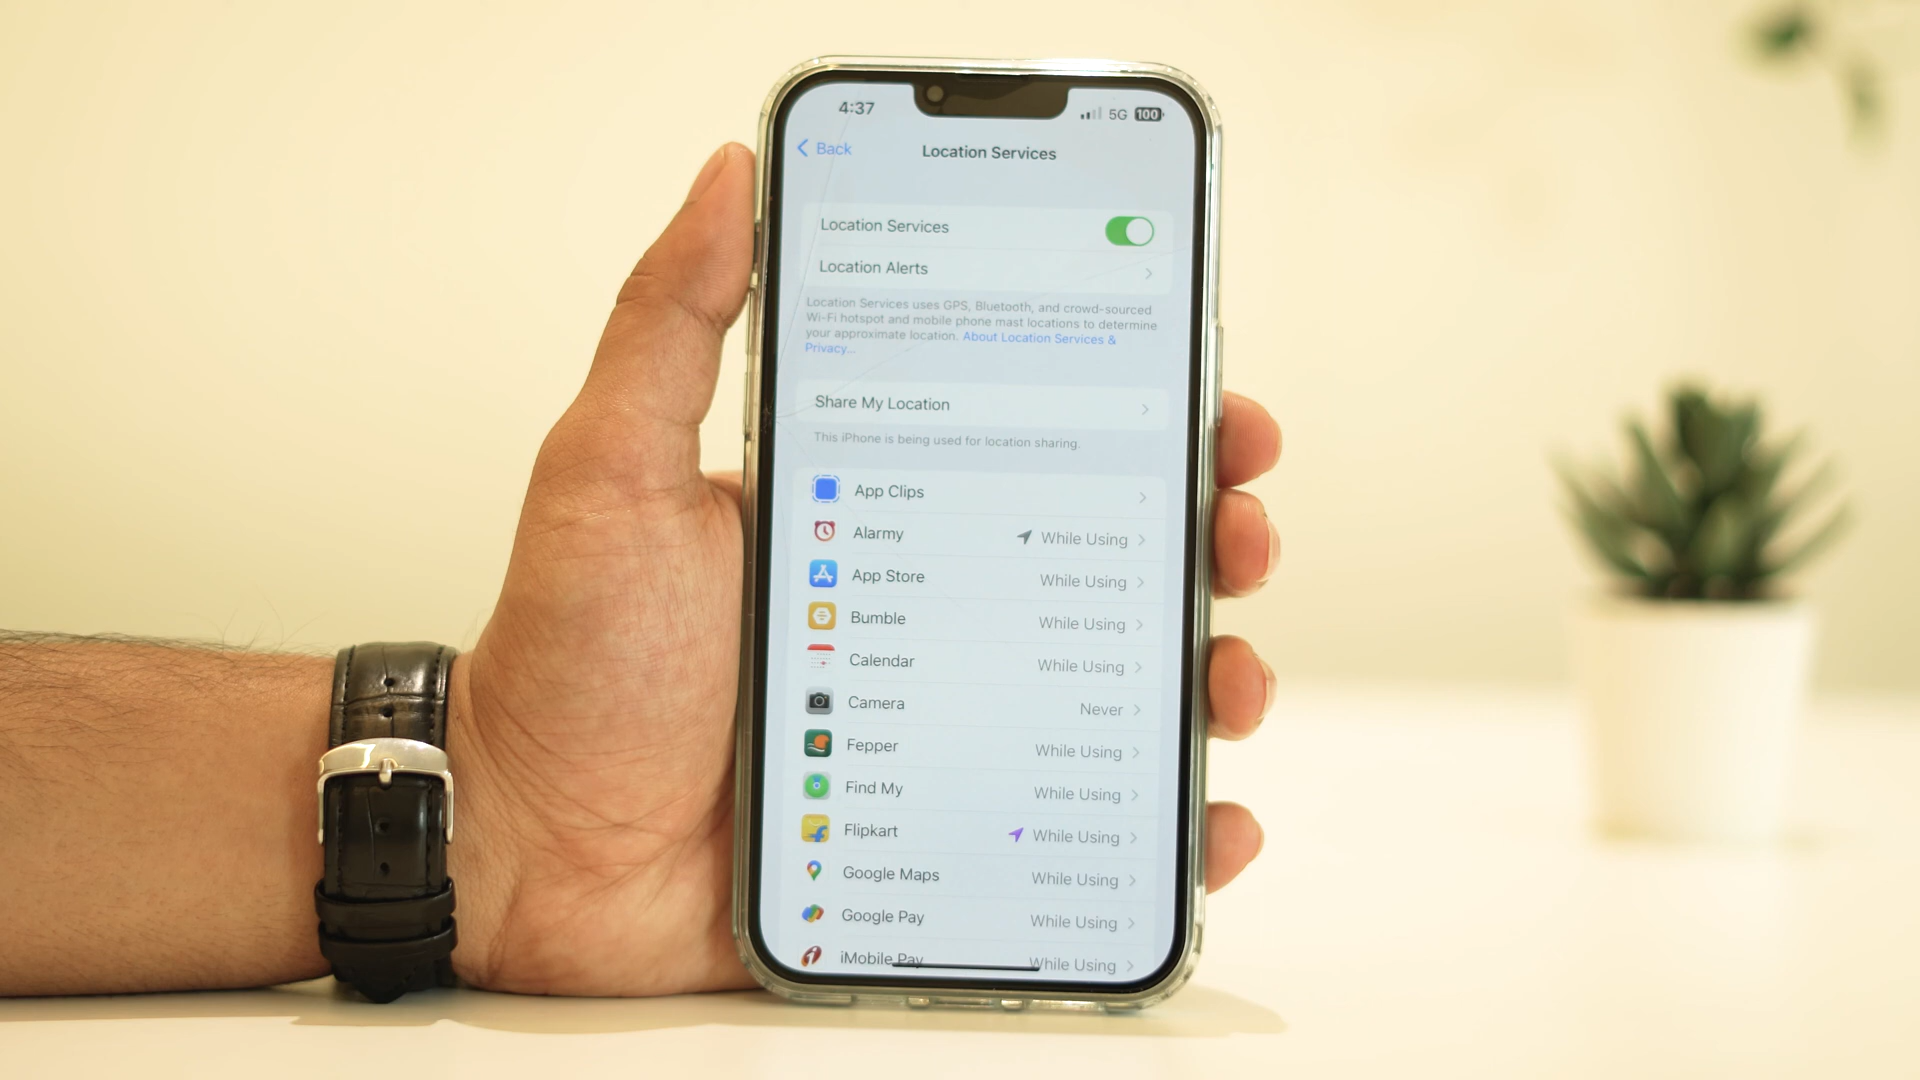 4:37
5G 100
Back
Location Services
Location Services
Location Alerts
Location Services uses GPS, Bluetooth, and crowd-sourced
Wi-Fi hotspot and mobile phone mast locations to determine
your approximate location. About Location Services &
Privacy...
Share My Location
This iPhone is being used for location sharing.
App Clips
Alarmy While Using
App Store While Using
Bumble While Using
Calendar While Using
Camera Never
Fepper While Using
Find My While Using
Flipkart While Using
Google Maps While Using
Google Pay While Using
iMobile Pay While Using